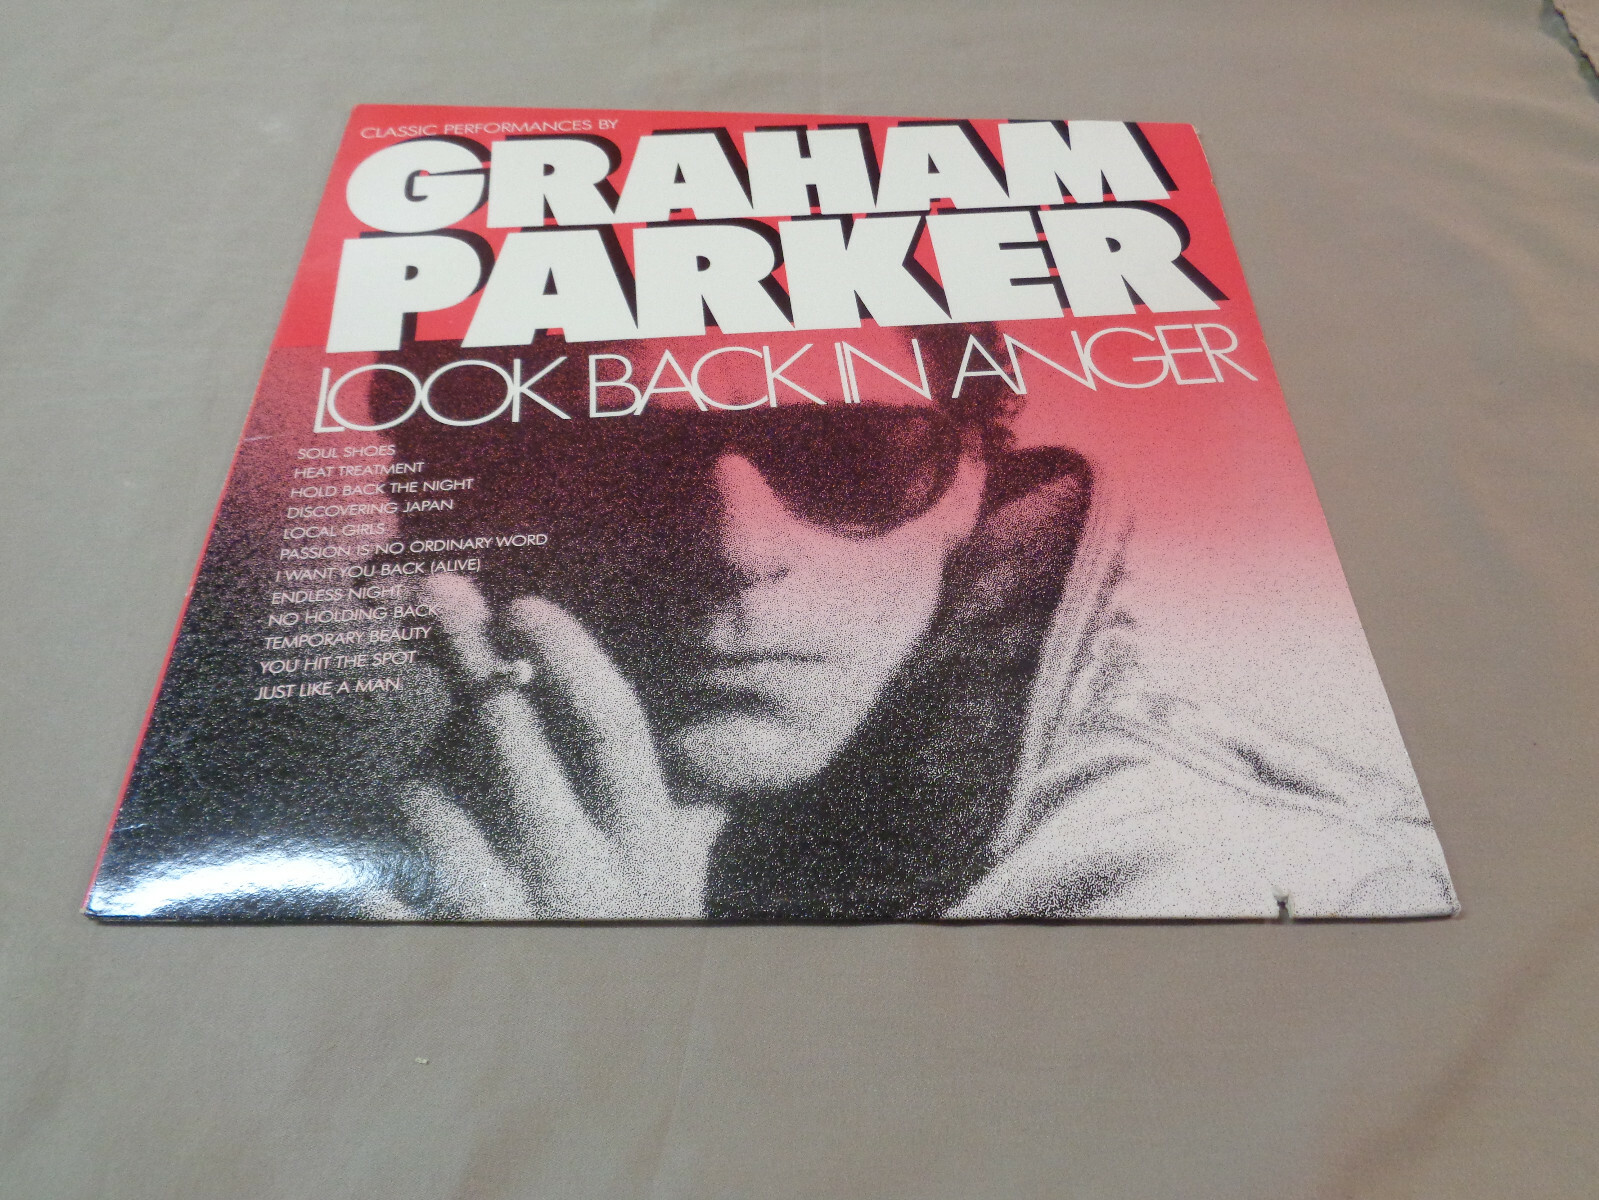 CLASSIC PERFORMANCES BY
GRAHAM
PARKER
LOOK BACK IN ANGER
SOUL SHOES
HEAT TREATMENT
HOLD BACK THE NIGHT
DISCOVERING JAPAN
LOCAL GIRLS
PASSION IS NO ORDINARY WORD
I WANT YOU BACK (ALIVE)
ENDLESS NIGHT
NO HOLDING BACK
TEMPORARY BEAUTY
YOU HIT THE SPOT
JUST LIKE A MAN